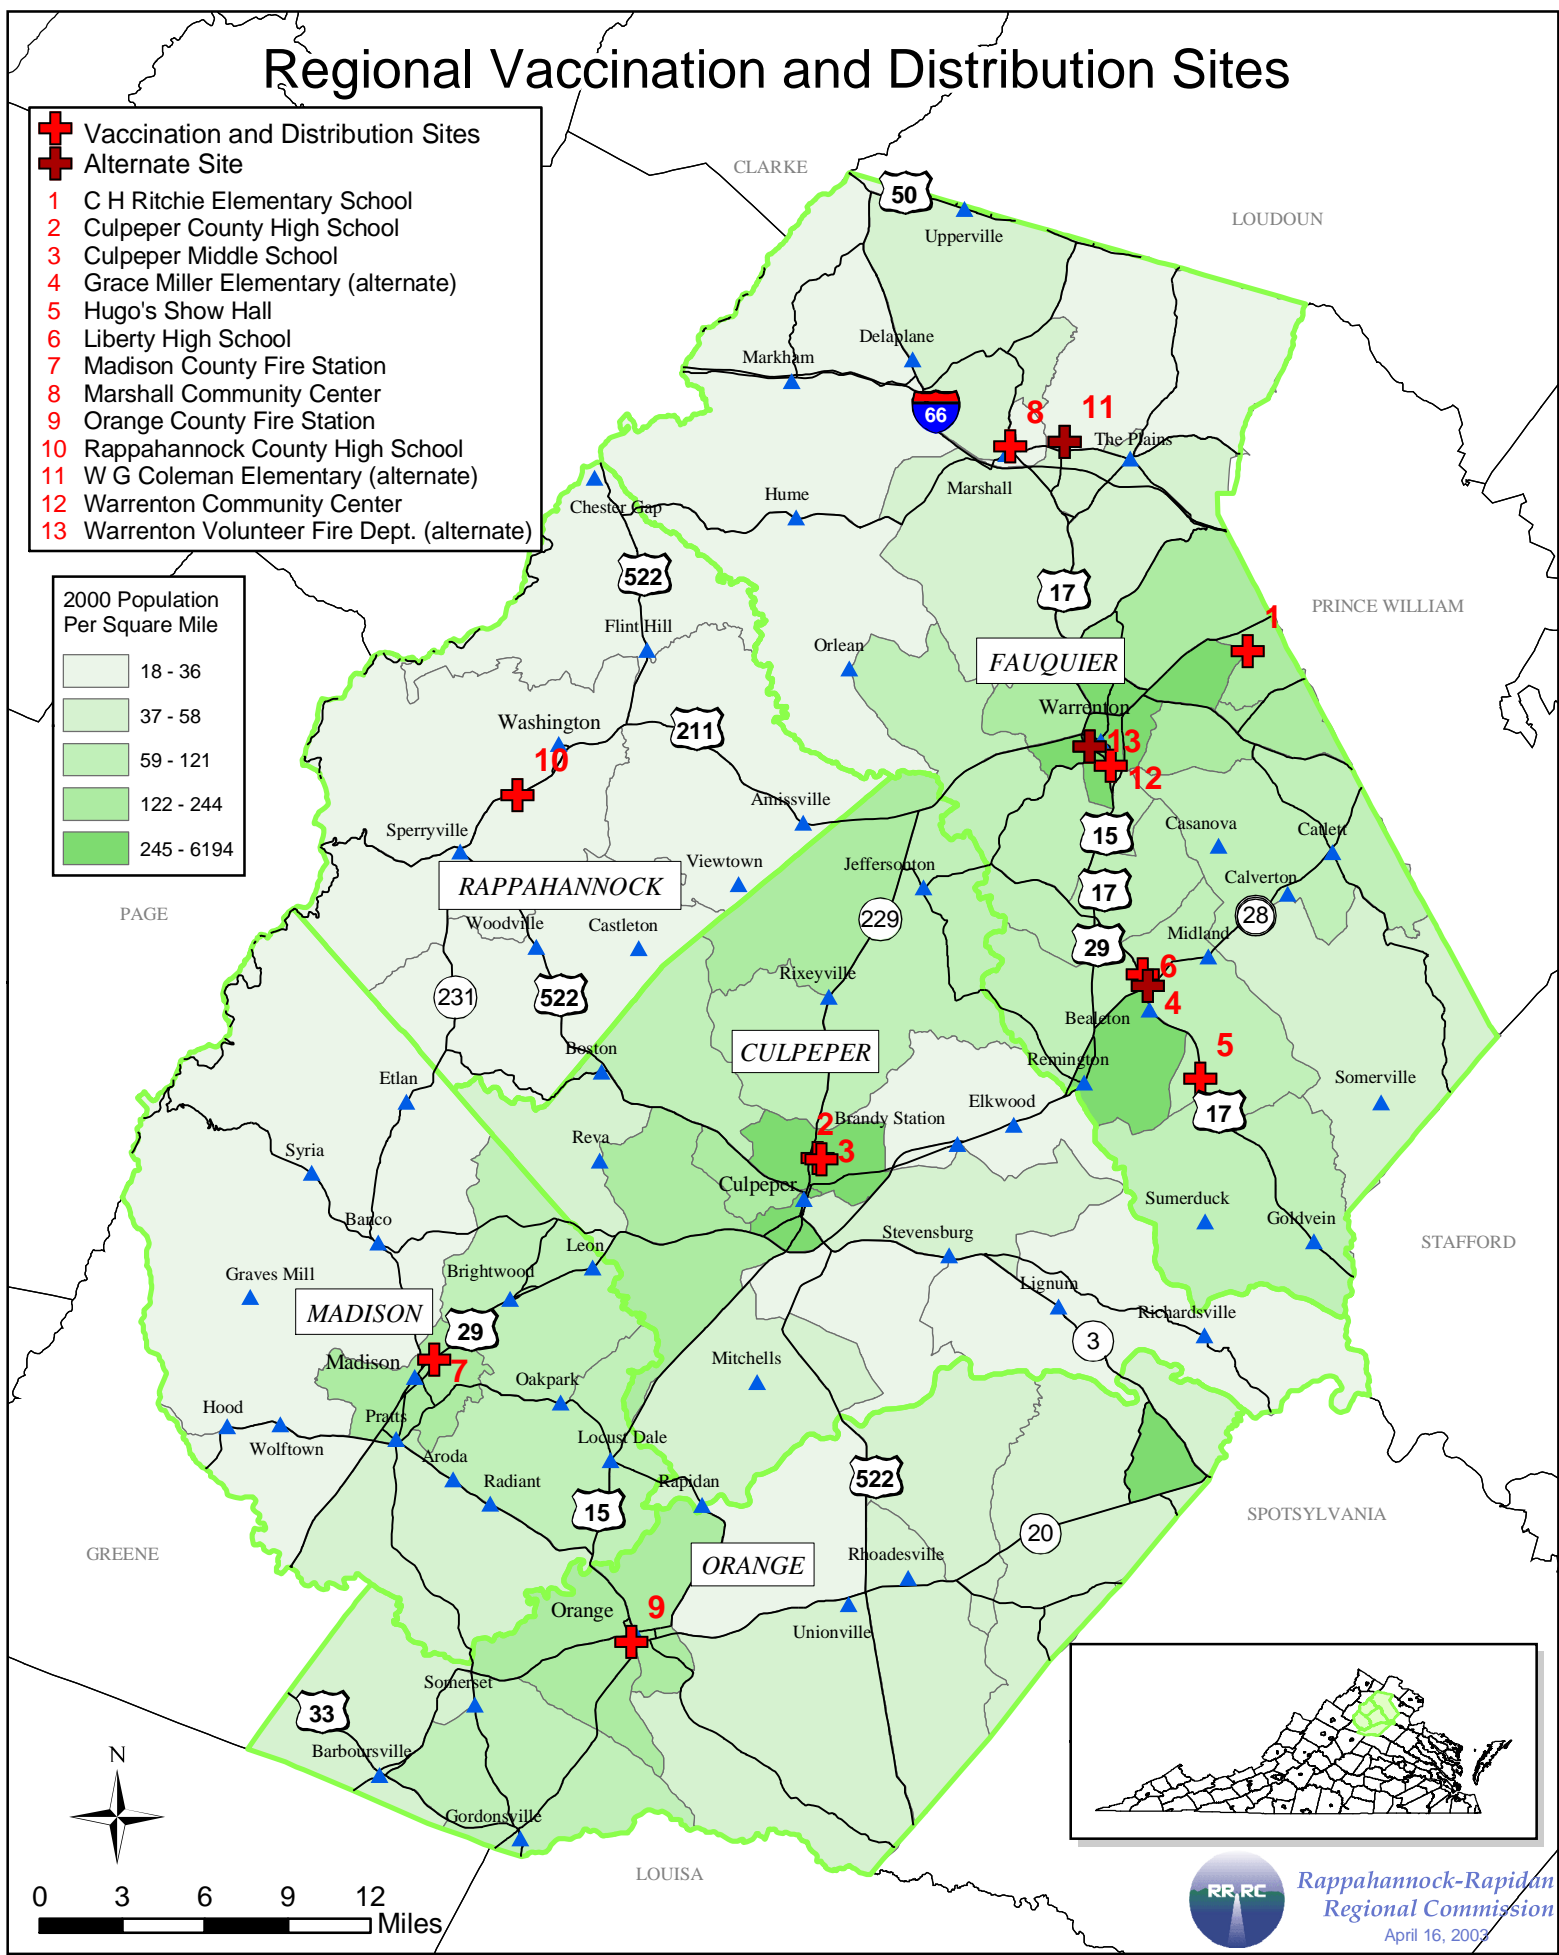 Regional Vaccination and Distribution Sites
Vaccination and Distribution Sites
Alternate Site
1 C H Ritchie Elementary School
2 Culpeper County High School
3 Culpeper Middle School
4 Grace Miller Elementary (alternate)
5 Hugo's Show Hall
6 Liberty High School
7 Madison County Fire Station
8 Marshall Community Center
9 Orange County Fire Station
10 Rappahannock County High School
11 W G Coleman Elementary (alternate)
12 Warrenton Community Center
13 Warrenton Volunteer Fire Dept. (alternate)
2000 Population
Per Square Mile
18 - 36
37 - 58
59 - 121
122 - 244
245 - 6194
CLARKE
50
LOUDOUN
Upperville
Delaplane
Markham
66
8
11
The Plains
Marshall
Hume
Chester Gap
522
17
PRINCE WILLIAM
1
Flint Hill
Orlean
FAUQUIER
Warrenton
Washington
211
13
10
12
Amissville
Sperryville
15
Casanova
Catlett
Viewtown
Jeffersonton
Calverton
RAPPAHANNOCK
17
PAGE
229
28
Woodville
Castleton
29
Midland
Rixeyville
6
231
522
4
Bealeton
CULPEPER
5
Boston
Remington
Etlan
Somerville
Elkwood
17
2
Brandy Station
Reva
3
Syria
Culpeper
Sumerduck
Banco
Goldvein
Stevensburg
STAFFORD
Leon
Graves Mill
Brightwood
Lignum
MADISON
Richardsville
29
3
Madison
7
Mitchells
Oakpark
Hood
Pratts
Wolftown
Locust Dale
Aroda
Radiant
Rapidan
522
15
SPOTSYLVANIA
20
GREENE
Rhoadesville
ORANGE
Orange
9
Unionville
Somerset
33
Barboursville
N
Gordonsville
LOUISA
0 3 6 9 12
Miles
RR RC
Rappahannock-Rapidan
Regional Commission
April 16, 2003